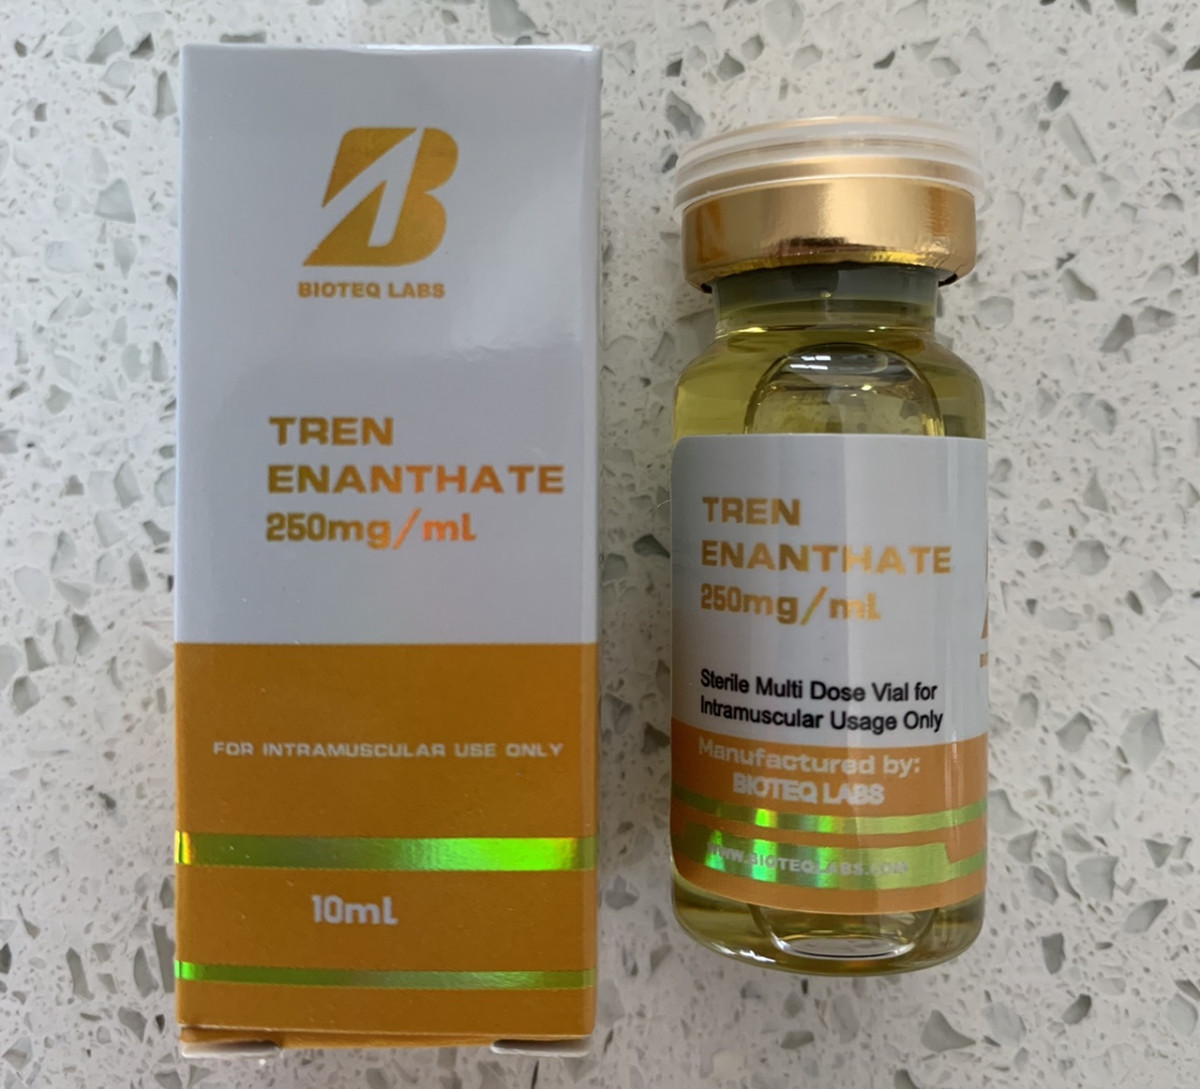 BIOTEQ LABS
TREN
ENANTHATE
250mg/mL
FOR INTRAMUSCULAR USE ONLY
10mL
TREN
ENANTHATE
250mg/mL
Sterile Multi Dose Vial for
Intramuscular Usage Only
Manufactured by:
BIOTEQ LABS
WWW.BIOTEQLABS.COM